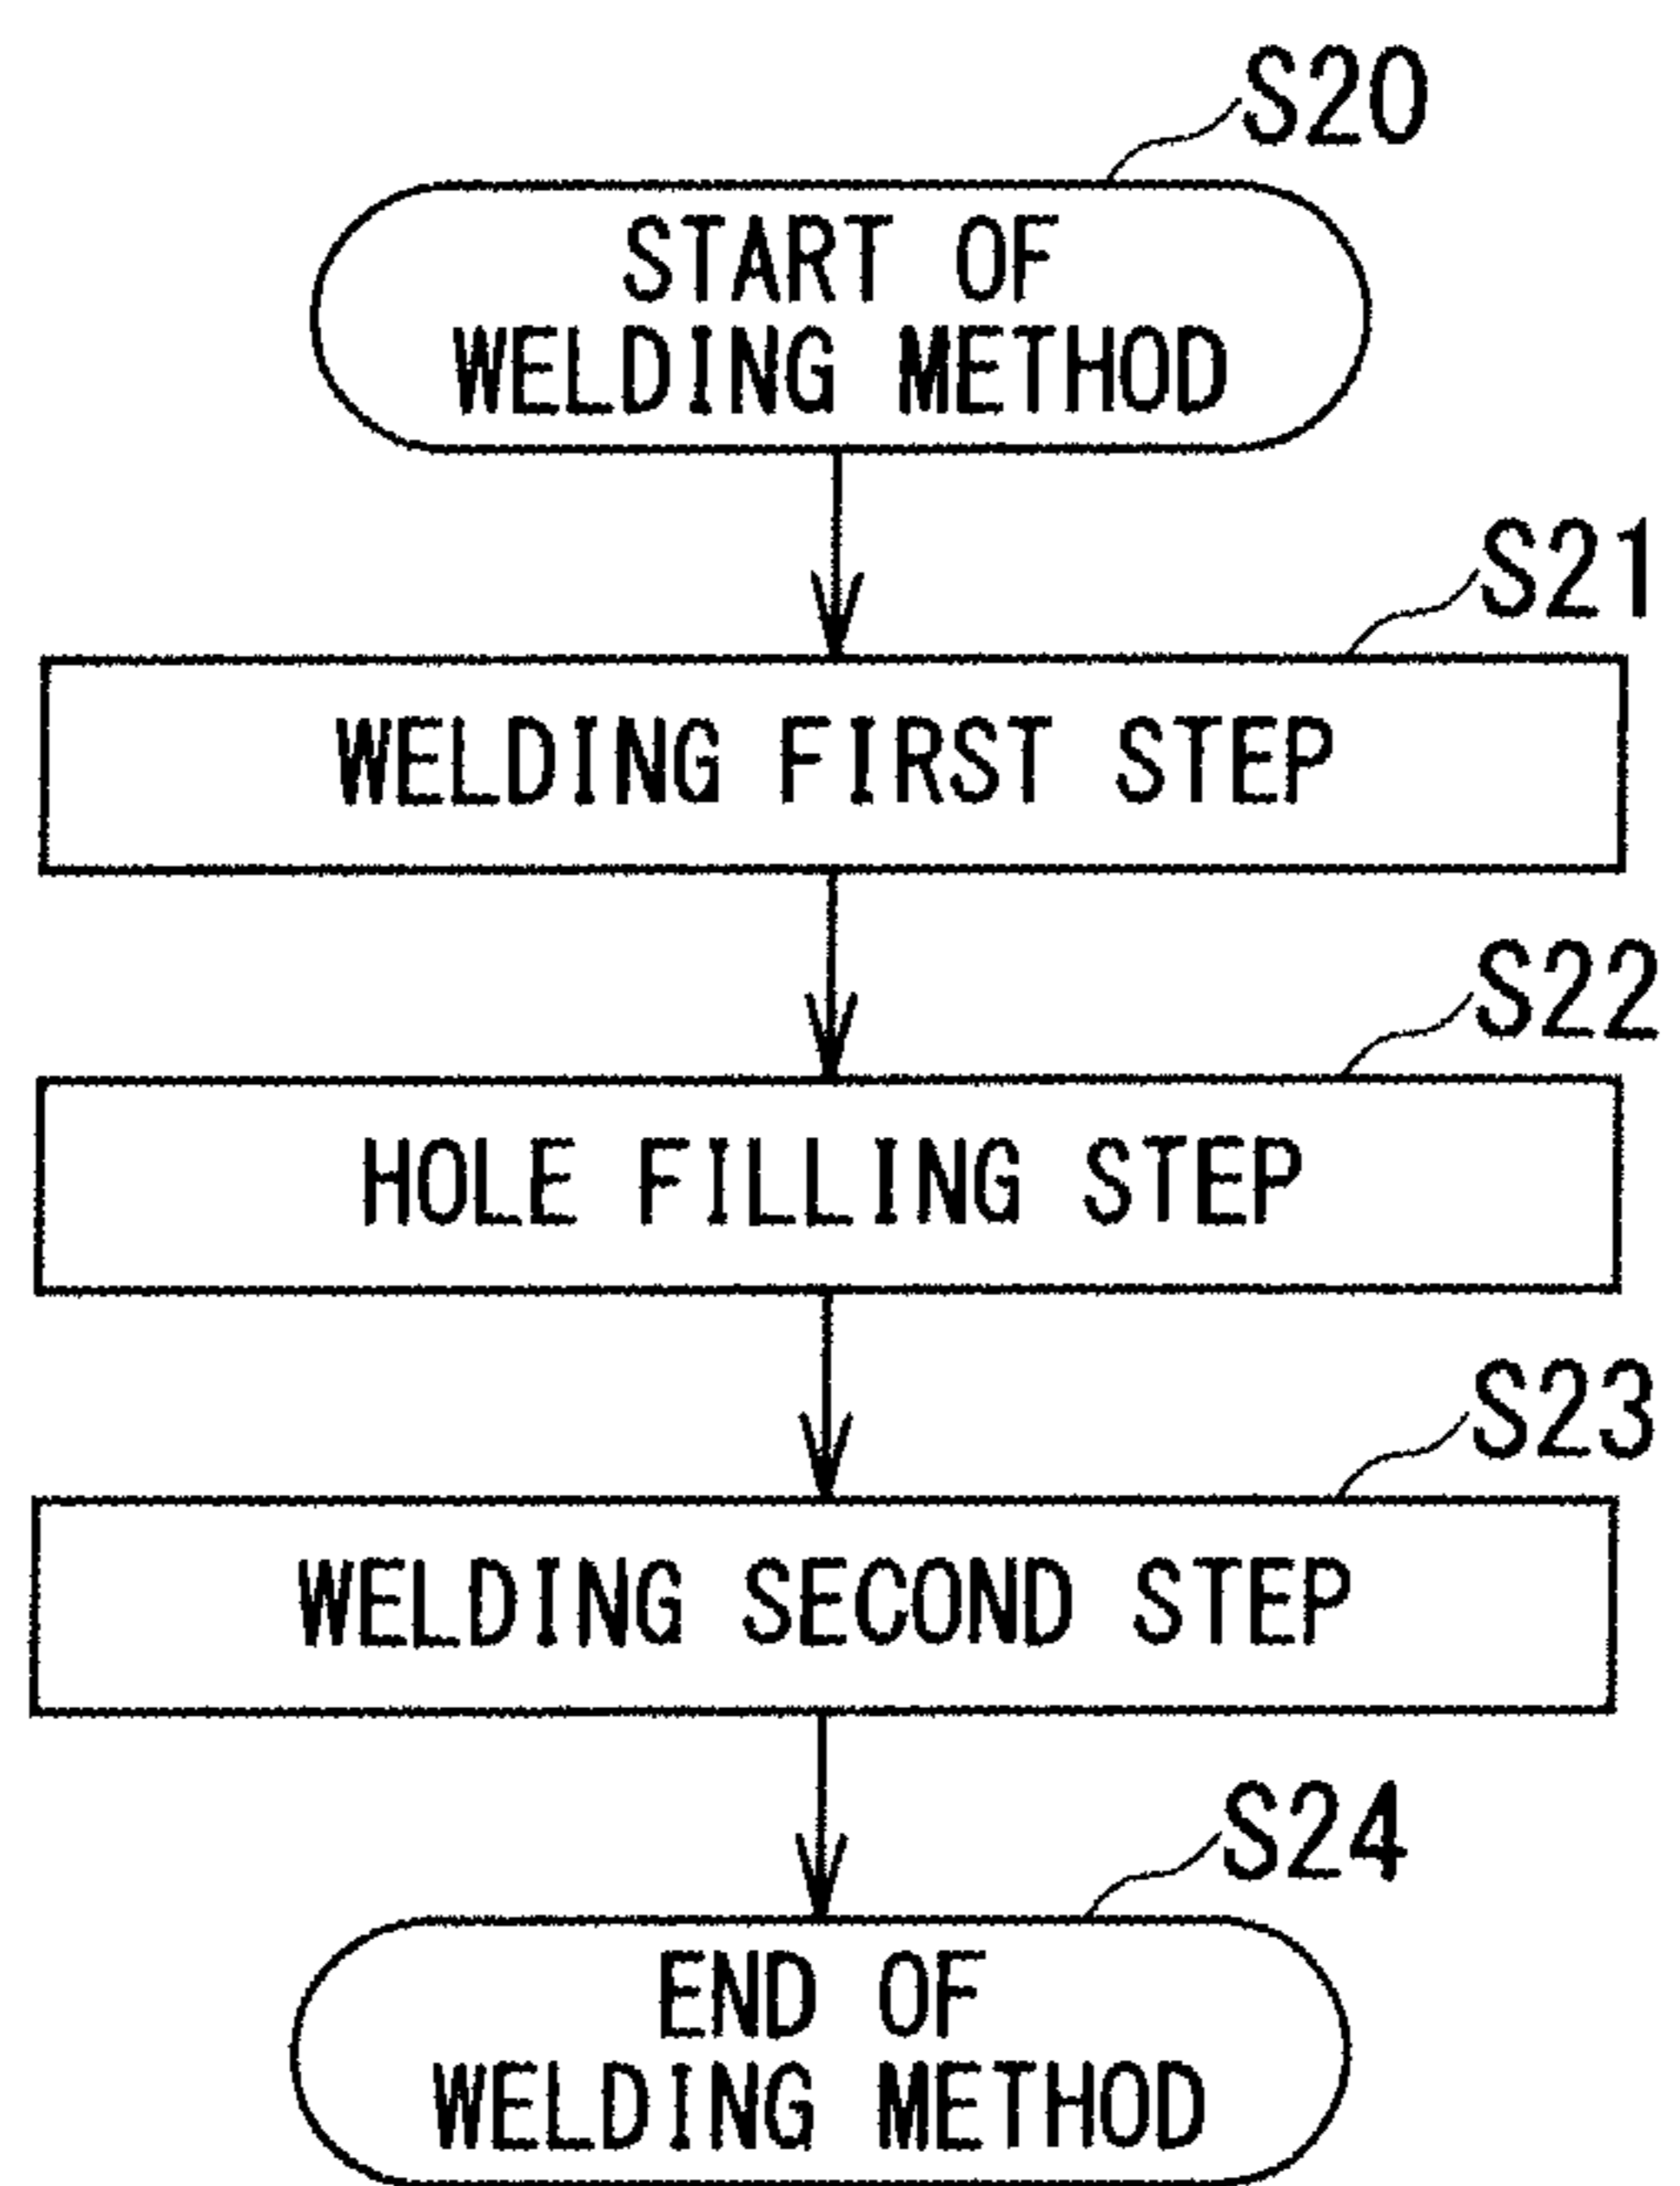 S20
START OF
WELDING METHOD
S21
WELDING FIRST STEP
S22
HOLE FILLING STEP
S23
WELDING SECOND STEP
S24
END OF
WELDING METHOD